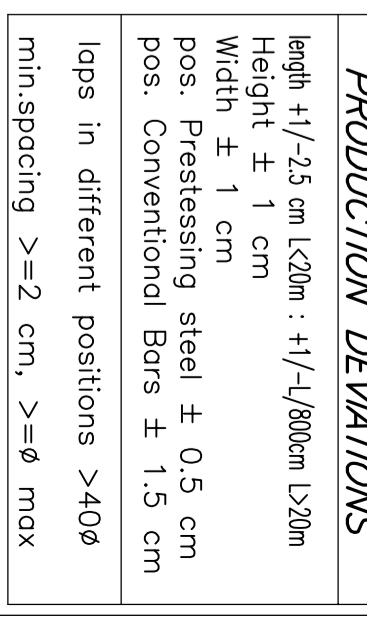 PRODUCTION DEVIATIONS
length +1/-2.5 cm L<20m : +1/-L/800cm L>20m
Height ± 1 cm
Width ± 1 cm
pos. Prestessing steel ± 0.5 cm
pos. Conventional Bars ± 1.5 cm
laps in different positions >40ø
min.spacing >=2 cm, >=ø max